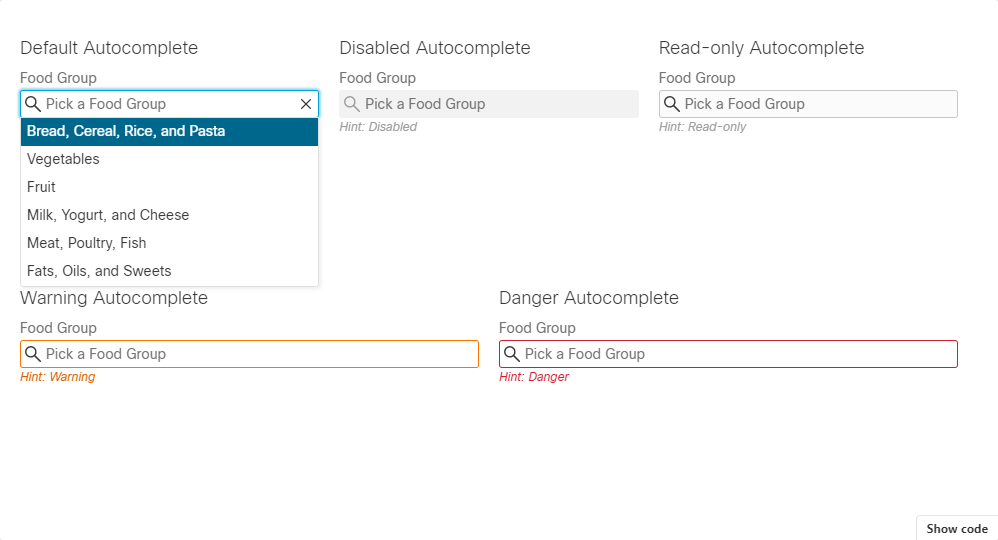 Default Autocomplete
Food Group
Pick a Food Group
Bread, Cereal, Rice, and Pasta
Vegetables
Fruit
Milk, Yogurt, and Cheese
Meat, Poultry, Fish
Fats, Oils, and Sweets
Disabled Autocomplete
Food Group
Pick a Food Group
Hint: Disabled
Read-only Autocomplete
Food Group
Pick a Food Group
Hint: Read-only
Warning Autocomplete
Food Group
Pick a Food Group
Hint: Warning
Danger Autocomplete
Food Group
Pick a Food Group
Hint: Danger
Show code